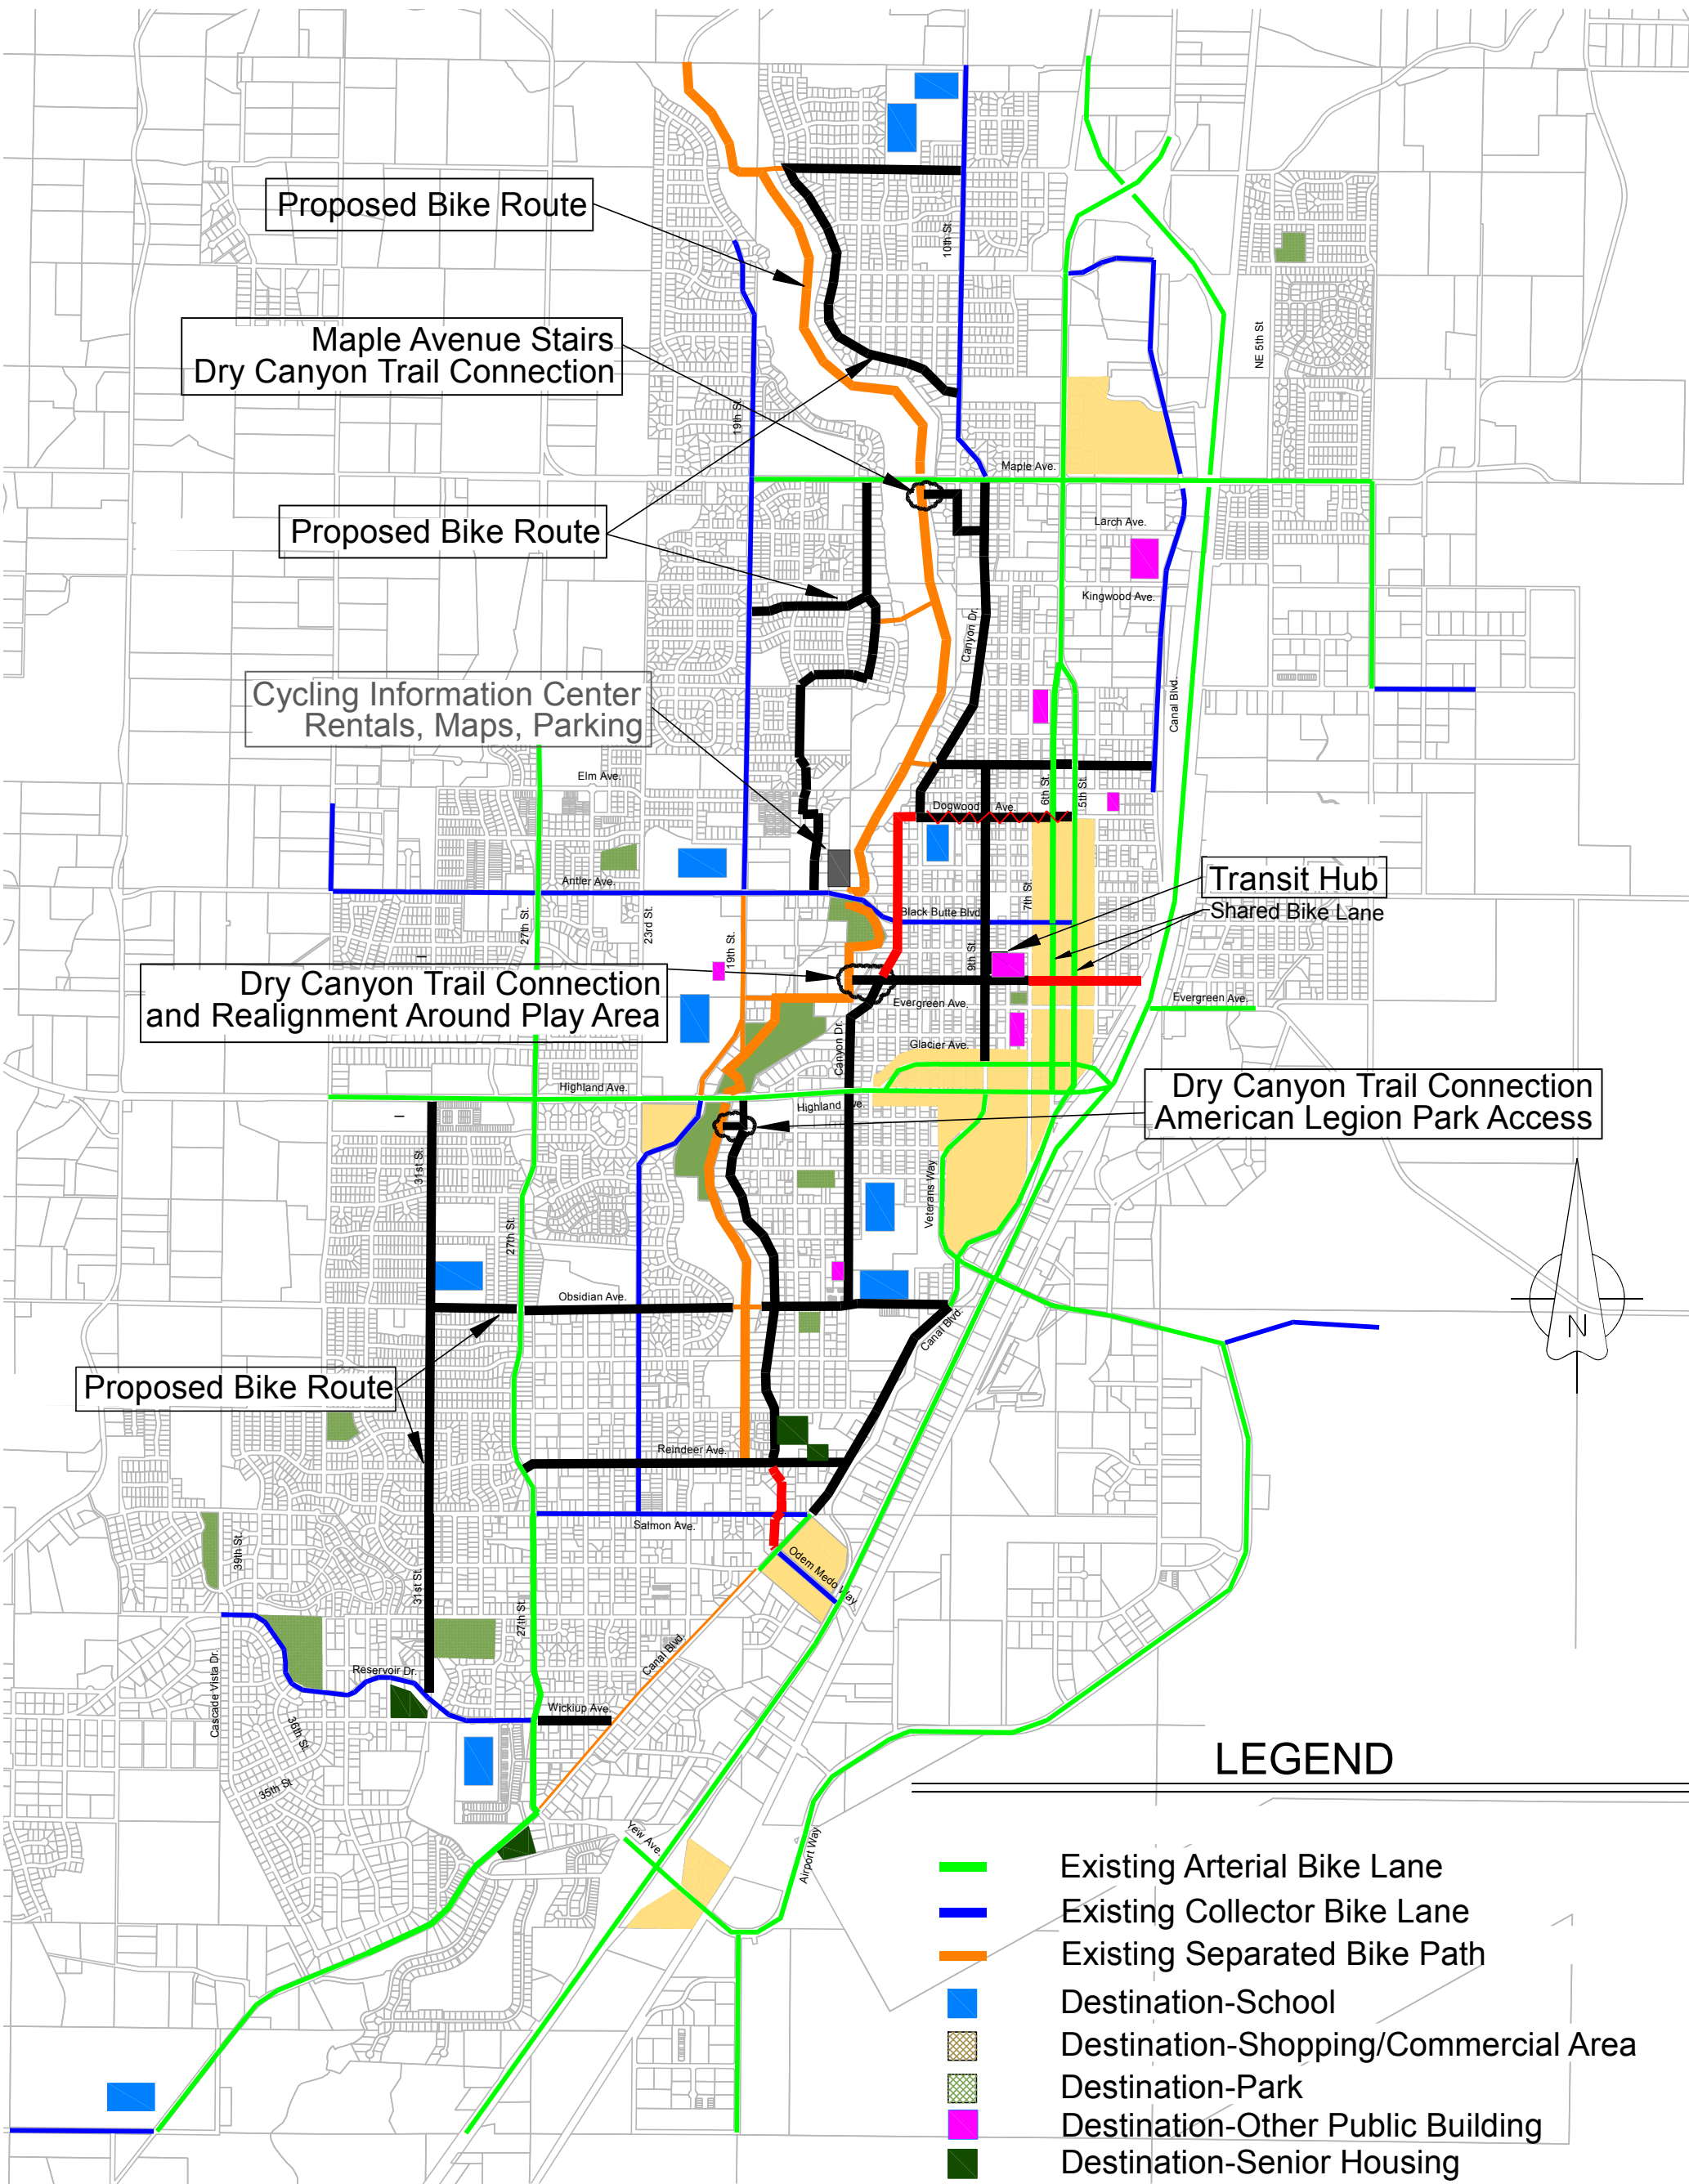 Proposed Bike Route
10th St.
Maple Avenue Stairs
Dry Canyon Trail Connection
NE 5th St
19th St.
Maple Ave.
Proposed Bike Route
Larch Ave.
Kingwood Ave.
Canyon Dr.
Cycling Information Center
Rentals, Maps, Parking
Canal Blvd.
Elm Ave.
6th St.
5th St.
Dogwood Ave.
Antler Ave.
Transit Hub
Shared Bike Lane
7th St.
Black Butte Blvd
27th St.
23rd St.
19th St.
9th St
Dry Canyon Trail Connection
and Realignment Around Play Area
Evergreen Ave.
Evergreen Ave.
Canyon Dr.
Glacier Ave.
Highland Ave.
Highland Ave.
Dry Canyon Trail Connection
American Legion Park Access
31st St.
27th St.
Veterans Way
Obsidian Ave.
Canal Blvd.
N
Proposed Bike Route
Reindeer Ave.
Salmon Ave.
39th St.
31st St.
27th St.
Odem Medo Way
Canal Blvd.
Cascade Vista Dr.
Reservoir Dr.
Wickiup Ave.
36th St.
35th St
Yew Ave.
Airport Way
LEGEND
Existing Arterial Bike Lane
Existing Collector Bike Lane
Existing Separated Bike Path
Destination-School
Destination-Shopping/Commercial Area
Destination-Park
Destination-Other Public Building
Destination-Senior Housing